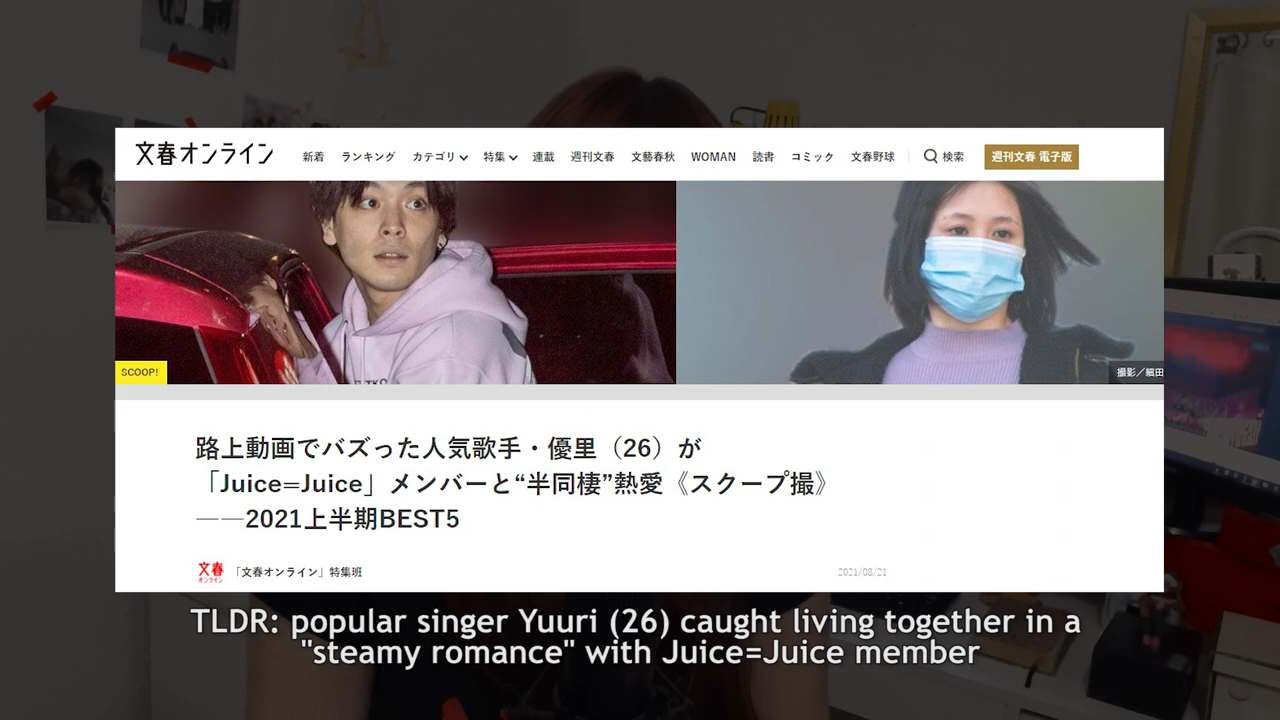 文春オンライン
新着 ランキング カテゴリ 特集 連載 週刊文春 文藝春秋 WOMAN 読書 コミック 文春野球 検索 週刊文春 電子版
SCOOP!
撮影／細田
路上動画でバズった人気歌手・優里（26）が
「Juice=Juice」メンバーと“半同棲”熱愛《スクープ撮》
――2021上半期BEST5
文春オンライン 「文春オンライン」特集班 2021/08/21
TLDR: popular singer Yuuri (26) caught living together in a
"steamy romance" with Juice=Juice member